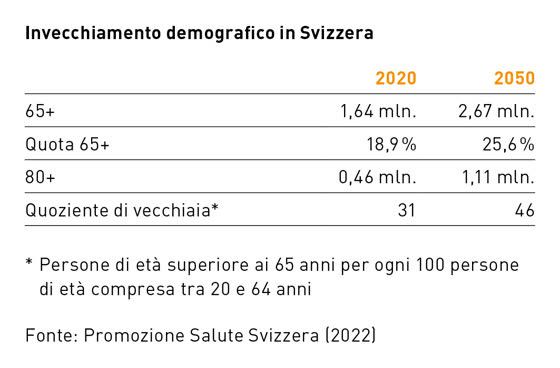 Invecchiamento demografico in Svizzera
2020 2050
65+ 1,64 mln. 2,67 mln.
Quota 65+ 18,9 % 25,6 %
80+ 0,46 mln. 1,11 mln.
Quoziente di vecchiaia* 31 46
* Persone di età superiore ai 65 anni per ogni 100 persone
di età compresa tra 20 e 64 anni
Fonte: Promozione Salute Svizzera (2022)